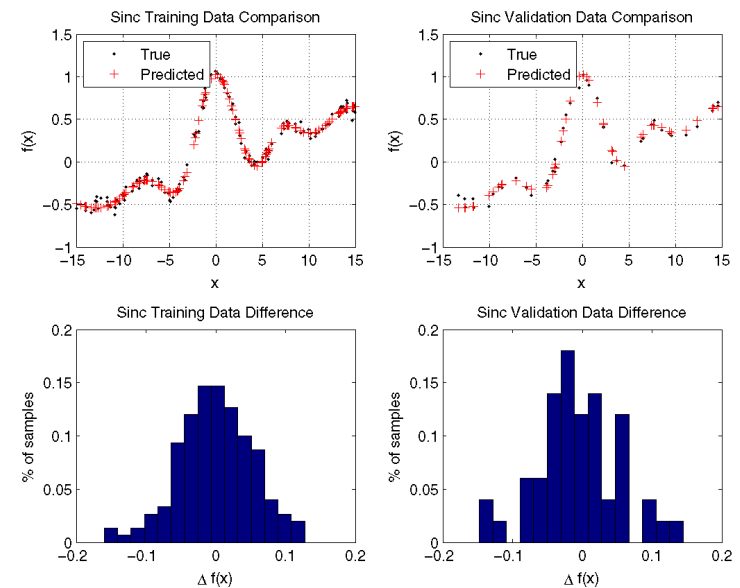 Sinc Training Data Comparison
True
Predicted
1.5
1
0.5
0
−0.5
−1
f(x)
−15 −10 −5 0 5 10 15
x
Sinc Validation Data Comparison
True
Predicted
1.5
1
0.5
0
−0.5
−1
f(x)
−15 −10 −5 0 5 10 15
x
Sinc Training Data Difference
0.2
0.15
0.1
0.05
0
% of samples
−0.2 −0.1 0 0.1 0.2
Δ f(x)
Sinc Validation Data Difference
0.2
0.15
0.1
0.05
0
% of samples
−0.2 −0.1 0 0.1 0.2
Δ f(x)